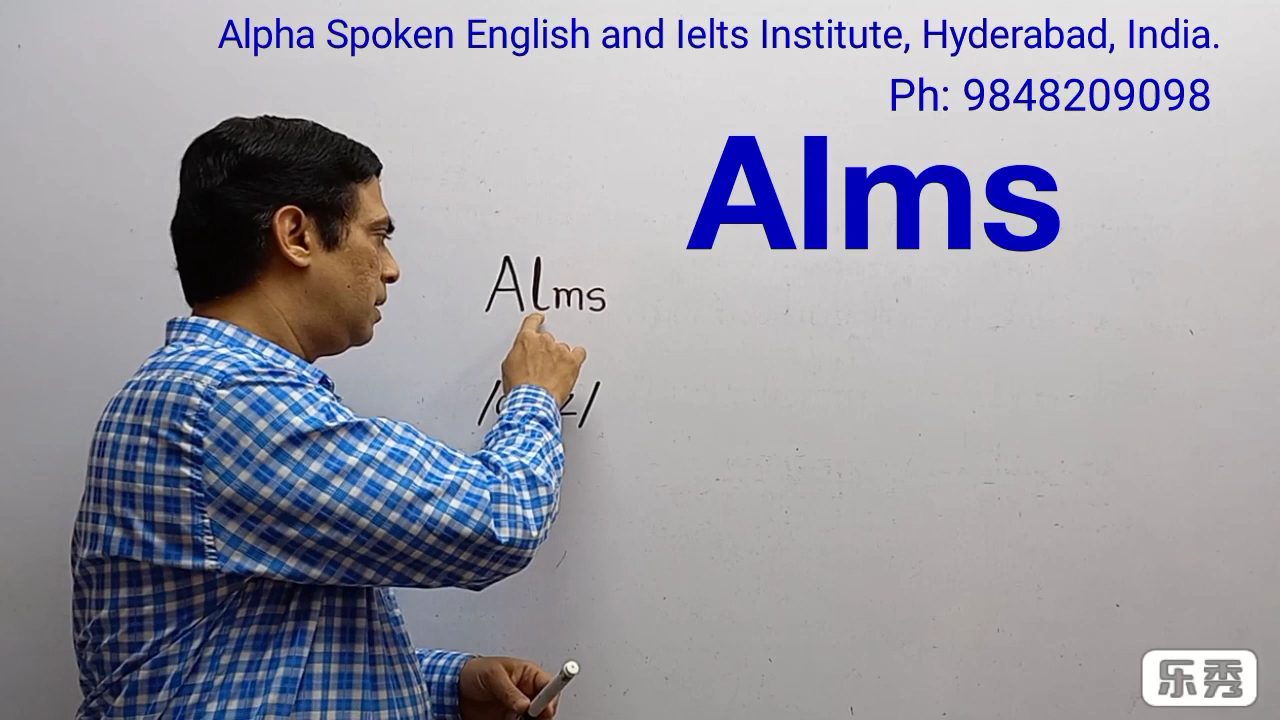 Alpha Spoken English and Ielts Institute, Hyderabad, India.
Ph: 9848209098
Alms
Alms
乐秀